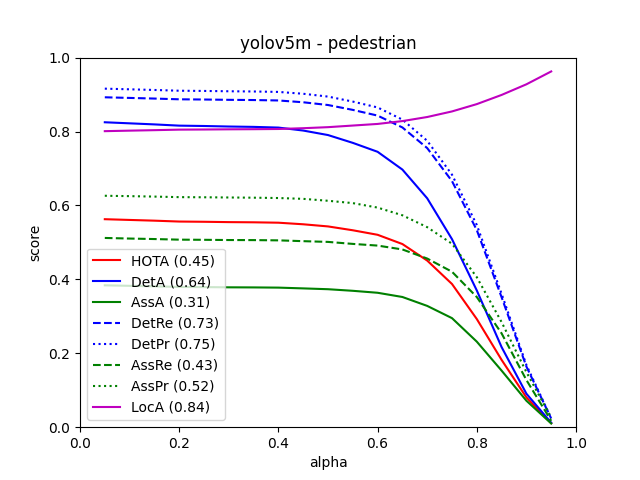 yolov5m - pedestrian
1.0
0.8
0.6
0.4
0.2
0.0
score
HOTA (0.45)
DetA (0.64)
AssA (0.31)
DetRe (0.73)
DetPr (0.75)
AssRe (0.43)
AssPr (0.52)
LocA (0.84)
0.0 0.2 0.4 0.6 0.8 1.0
alpha